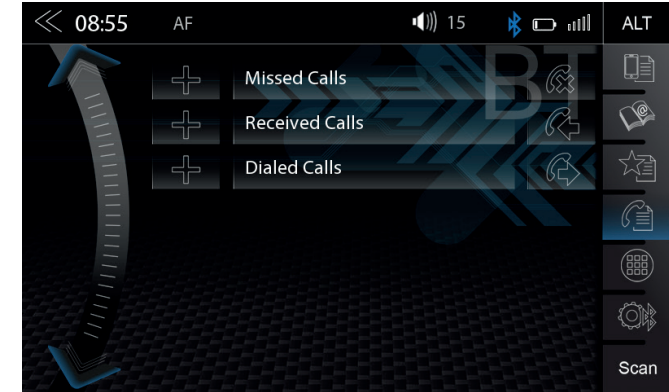 08:55 AF 15 ALT
BT
Missed Calls
Received Calls
Dialed Calls
Scan